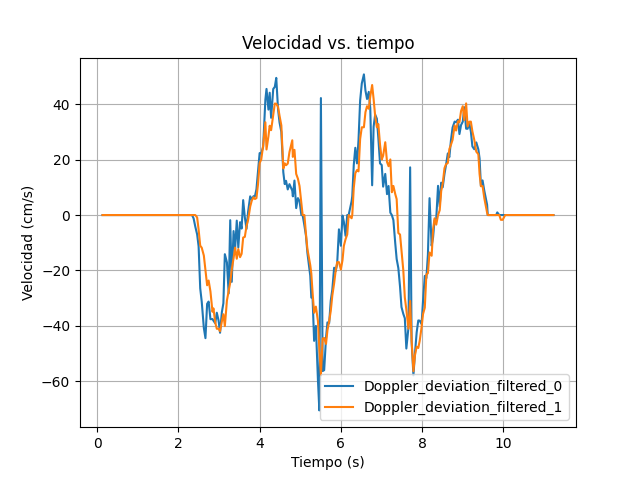 Velocidad vs. tiempo
Velocidad (cm/s)
40
20
0
−20
−40
−60
0
2
4
6
8
10
Tiempo (s)
Doppler_deviation_filtered_0
Doppler_deviation_filtered_1